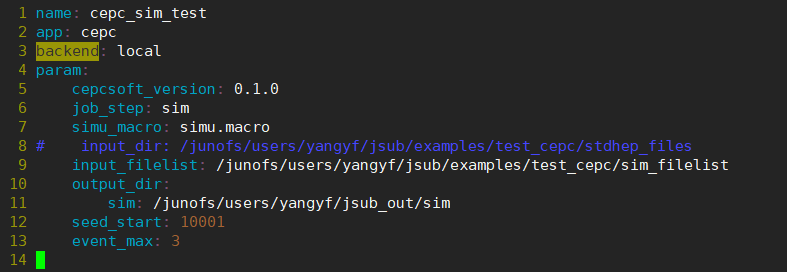 1 name: cepc_sim_test
2 app: cepc
3 backend: local
4 param:
5     cepcsoft_version: 0.1.0
6     job_step: sim
7     simu_macro: simu.macro
8 #    input_dir: /junofs/users/yangyf/jsub/examples/test_cepc/stdhep_files
9     input_filelist: /junofs/users/yangyf/jsub/examples/test_cepc/sim_filelist
10     output_dir:
11         sim: /junofs/users/yangyf/jsub_out/sim
12     seed_start: 10001
13     event_max: 3
14